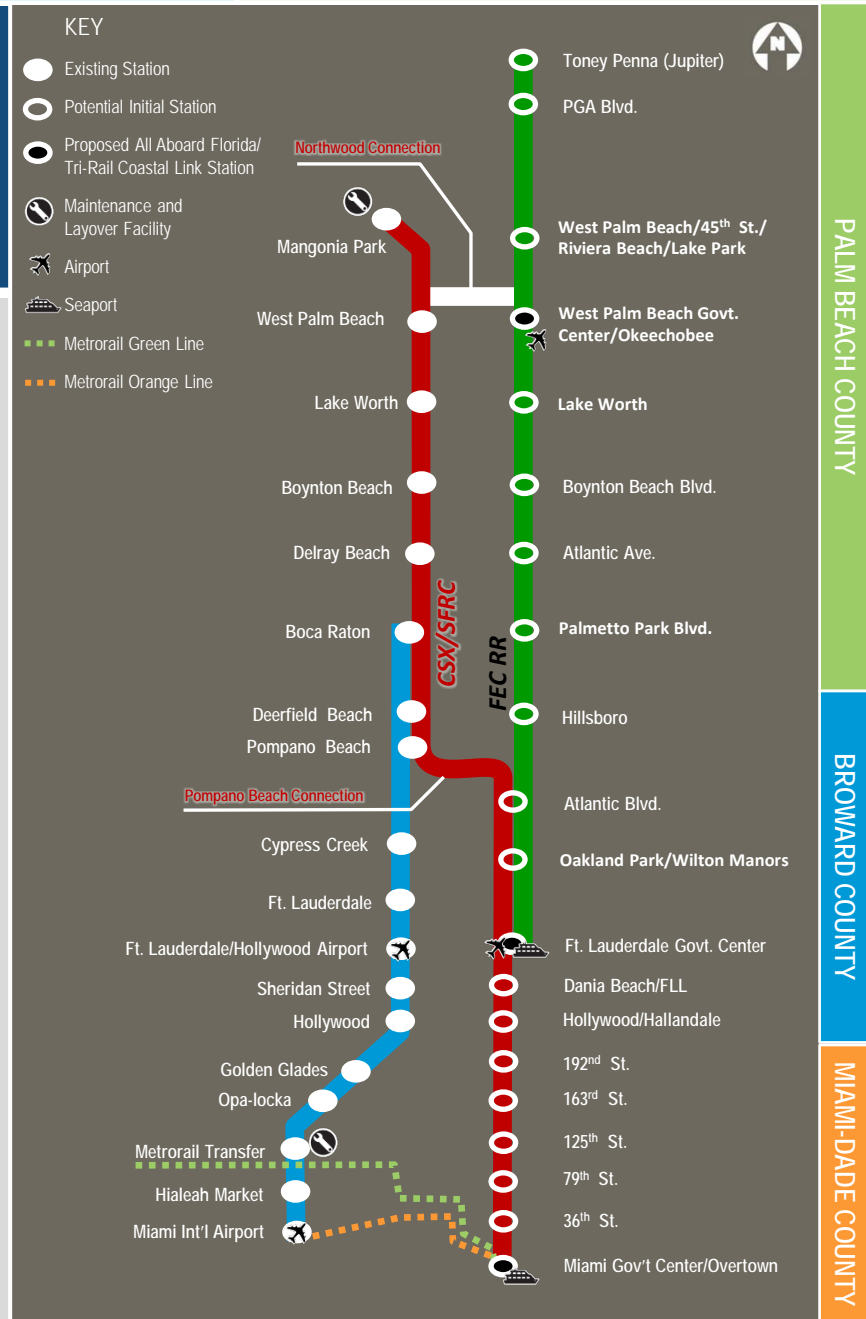 KEY
Existing Station
Potential Initial Station
Proposed All Aboard Florida/
Tri-Rail Coastal Link Station
Maintenance and
Layover Facility
Airport
Seaport
Metrorail Green Line
Metrorail Orange Line
N
Northwood Connection
Mangonia Park
West Palm Beach
Lake Worth
Boynton Beach
Delray Beach
Boca Raton
Deerfield Beach
Pompano Beach
Pompano Beach Connection
Cypress Creek
Ft. Lauderdale
Ft. Lauderdale/Hollywood Airport
Sheridan Street
Hollywood
Golden Glades
Opa-locka
Metrorail Transfer
Hialeah Market
Miami Int'l Airport
CSX/SFRC
FEC RR
Toney Penna (Jupiter)
PGA Blvd.
West Palm Beach/45th St./
Riviera Beach/Lake Park
West Palm Beach Govt.
Center/Okeechobee
Lake Worth
Boynton Beach Blvd.
Atlantic Ave.
Palmetto Park Blvd.
Hillsboro
Atlantic Blvd.
Oakland Park/Wilton Manors
Ft. Lauderdale Govt. Center
Dania Beach/FLL
Hollywood/Hallandale
192nd St.
163rd St.
125th St.
79th St.
36th St.
Miami Gov't Center/Overtown
PALM BEACH COUNTY
BROWARD COUNTY
MIAMI-DADE COUNTY